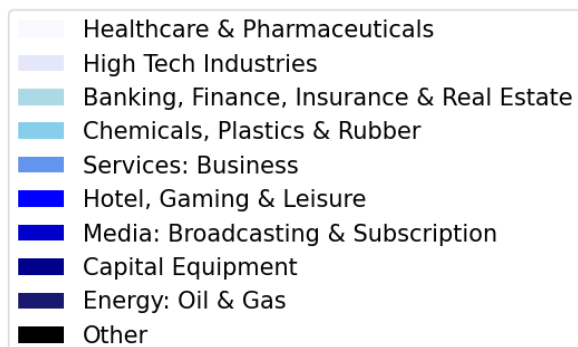 Healthcare & Pharmaceuticals
High Tech Industries
Banking, Finance, Insurance & Real Estate
Chemicals, Plastics & Rubber
Services: Business
Hotel, Gaming & Leisure
Media: Broadcasting & Subscription
Capital Equipment
Energy: Oil & Gas
Other